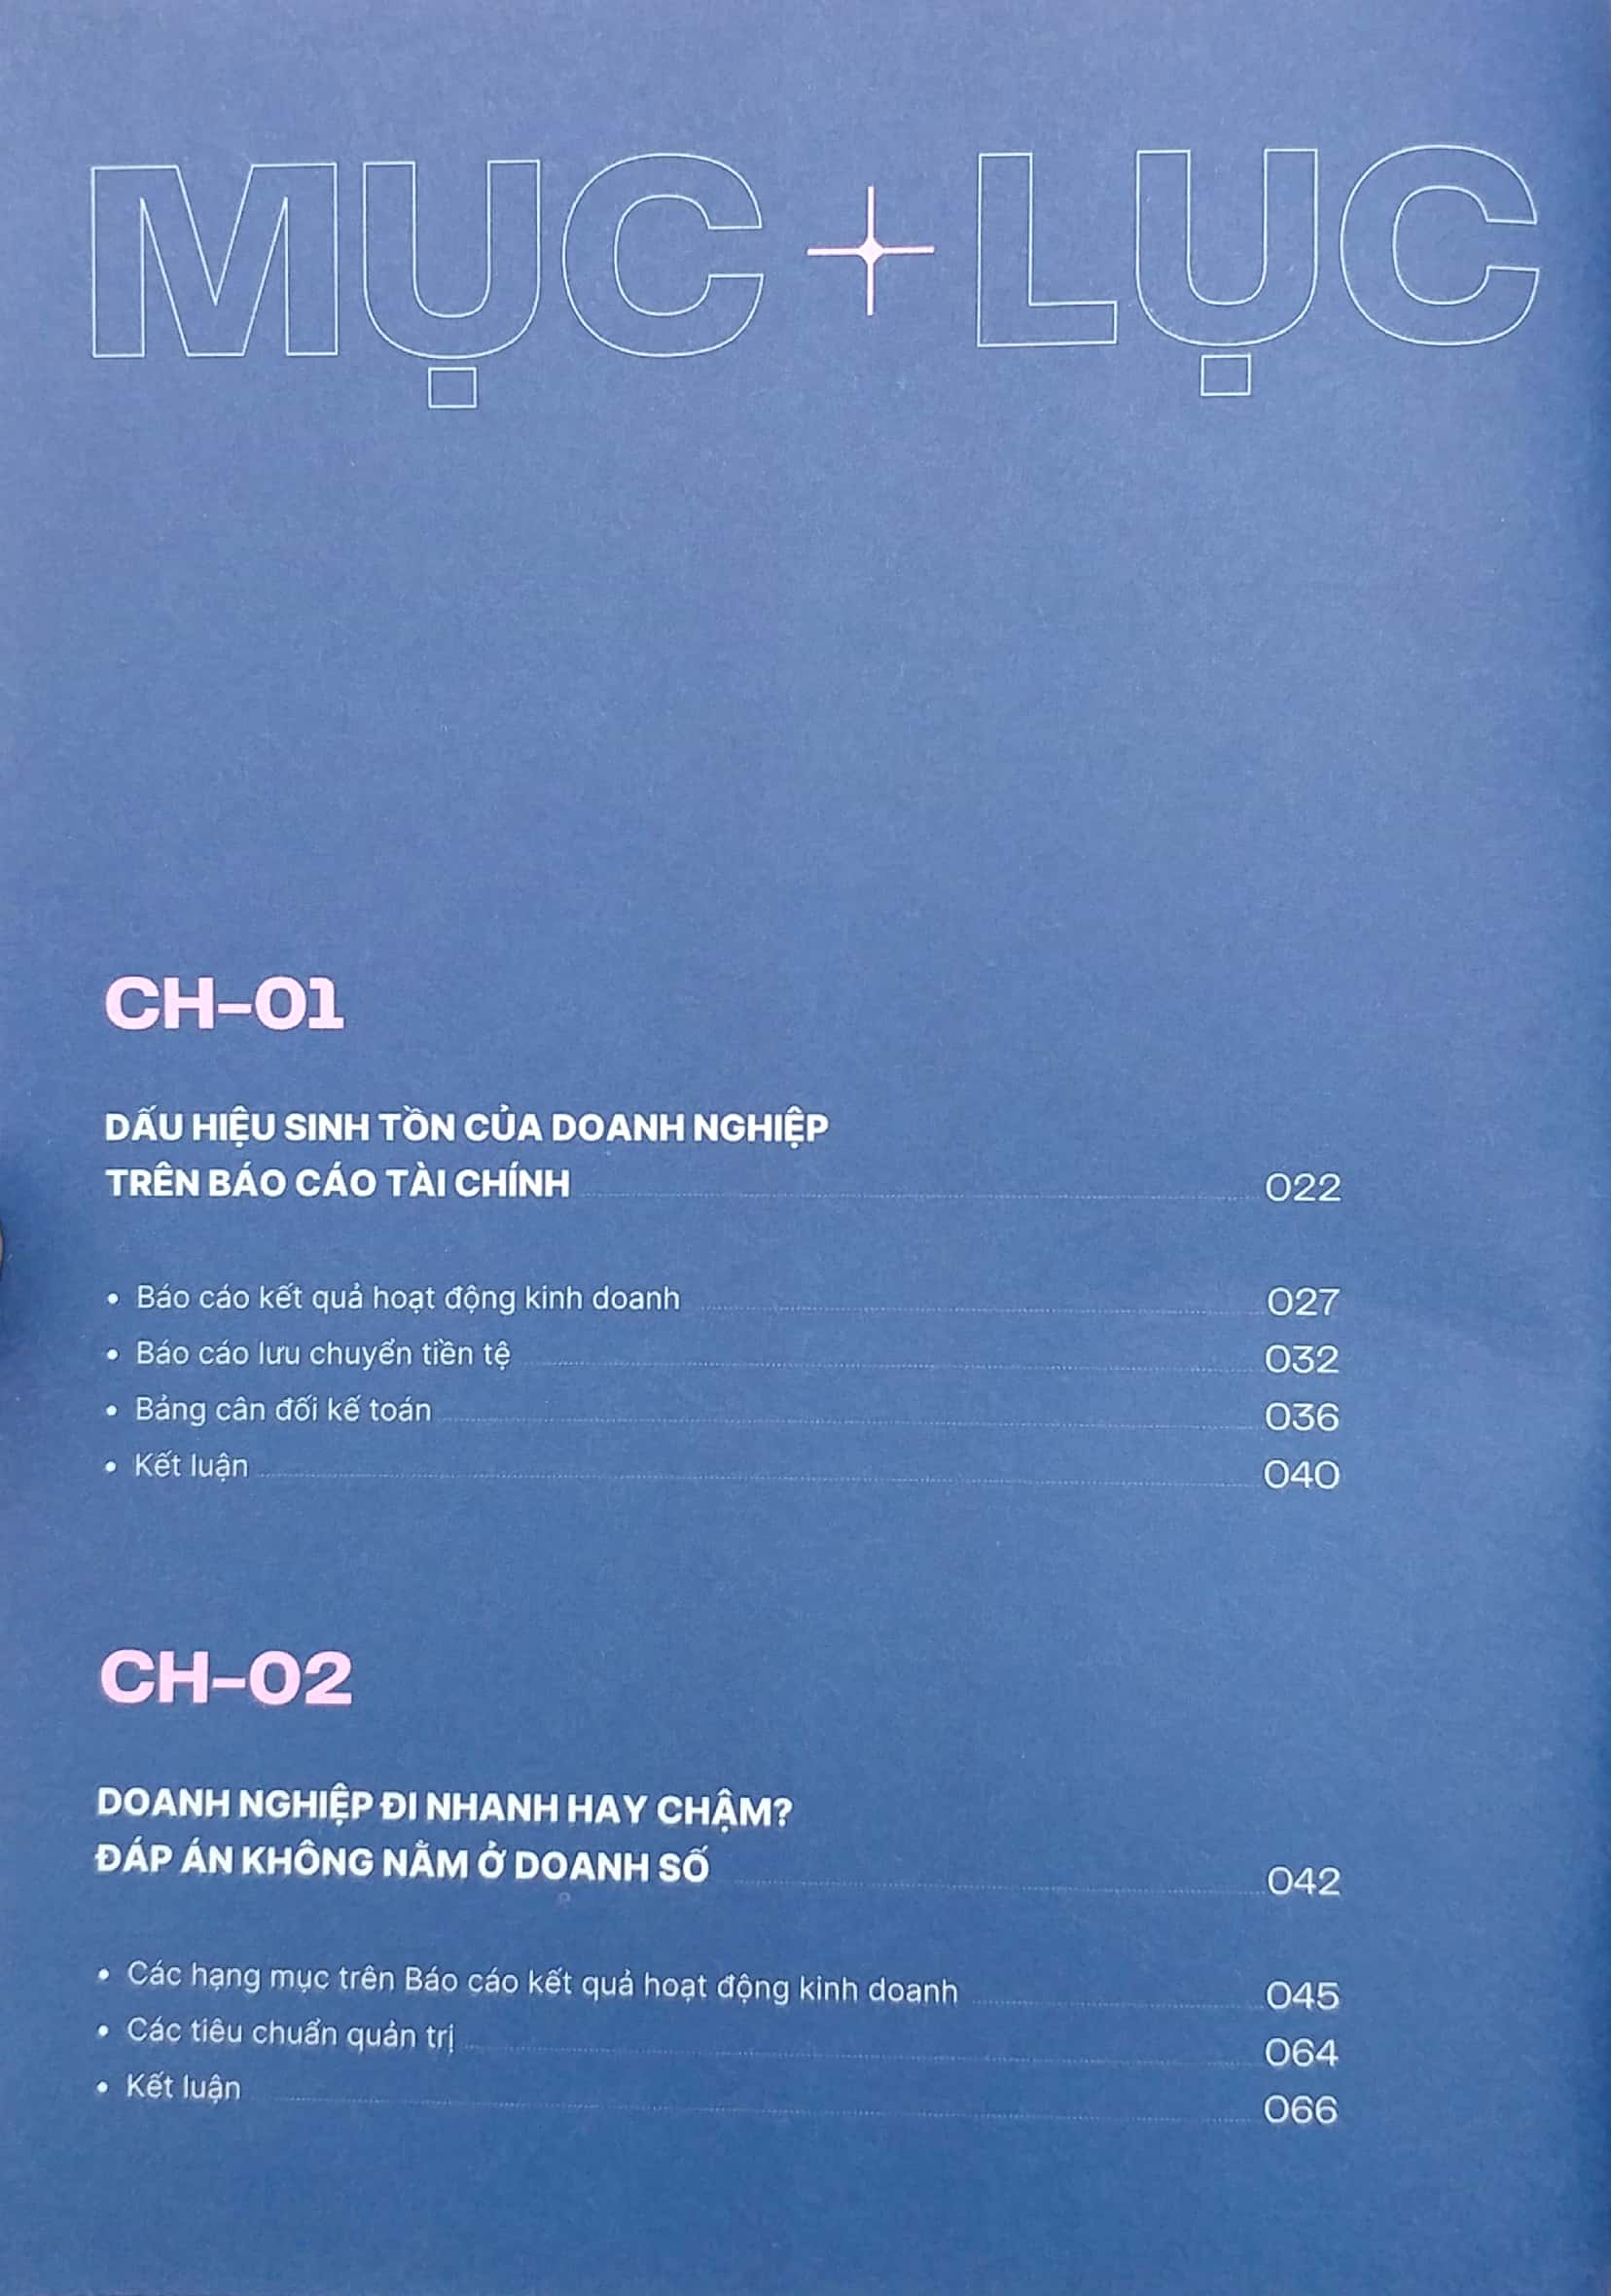 MỤC LỤC
CH-01
DẤU HIỆU SINH TỒN CỦA DOANH NGHIỆP
TRÊN BÁO CÁO TÀI CHÍNH 022
• Báo cáo kết quả hoạt động kinh doanh 027
• Báo cáo lưu chuyển tiền tệ 032
• Bảng cân đối kế toán 036
• Kết luận 040
CH-02
DOANH NGHIỆP ĐI NHANH HAY CHẬM?
ĐÁP ÁN KHÔNG NẰM Ở DOANH SỐ 042
• Các hạng mục trên Báo cáo kết quả hoạt động kinh doanh 045
• Các tiêu chuẩn quản trị 064
• Kết luận 066